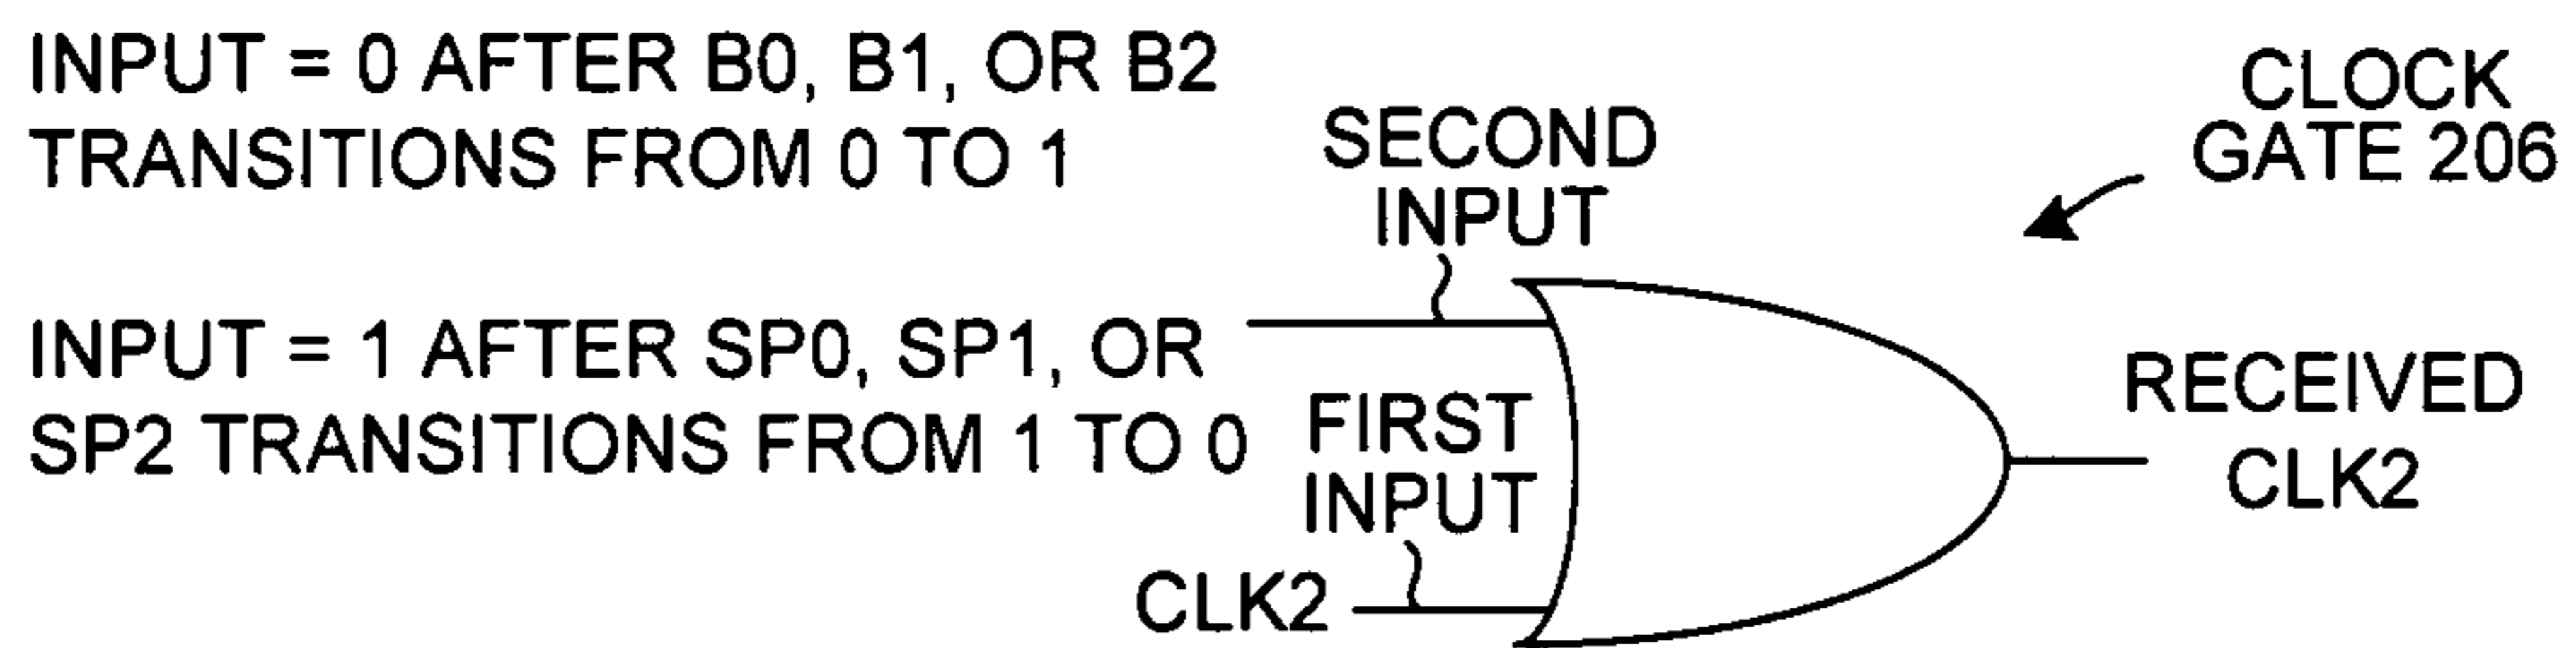 INPUT = 0 AFTER B0, B1, OR B2
TRANSITIONS FROM 0 TO 1
SECOND
INPUT
CLOCK
GATE 206
INPUT = 1 AFTER SP0, SP1, OR
SP2 TRANSITIONS FROM 1 TO 0
FIRST
INPUT
CLK2
RECEIVED
CLK2